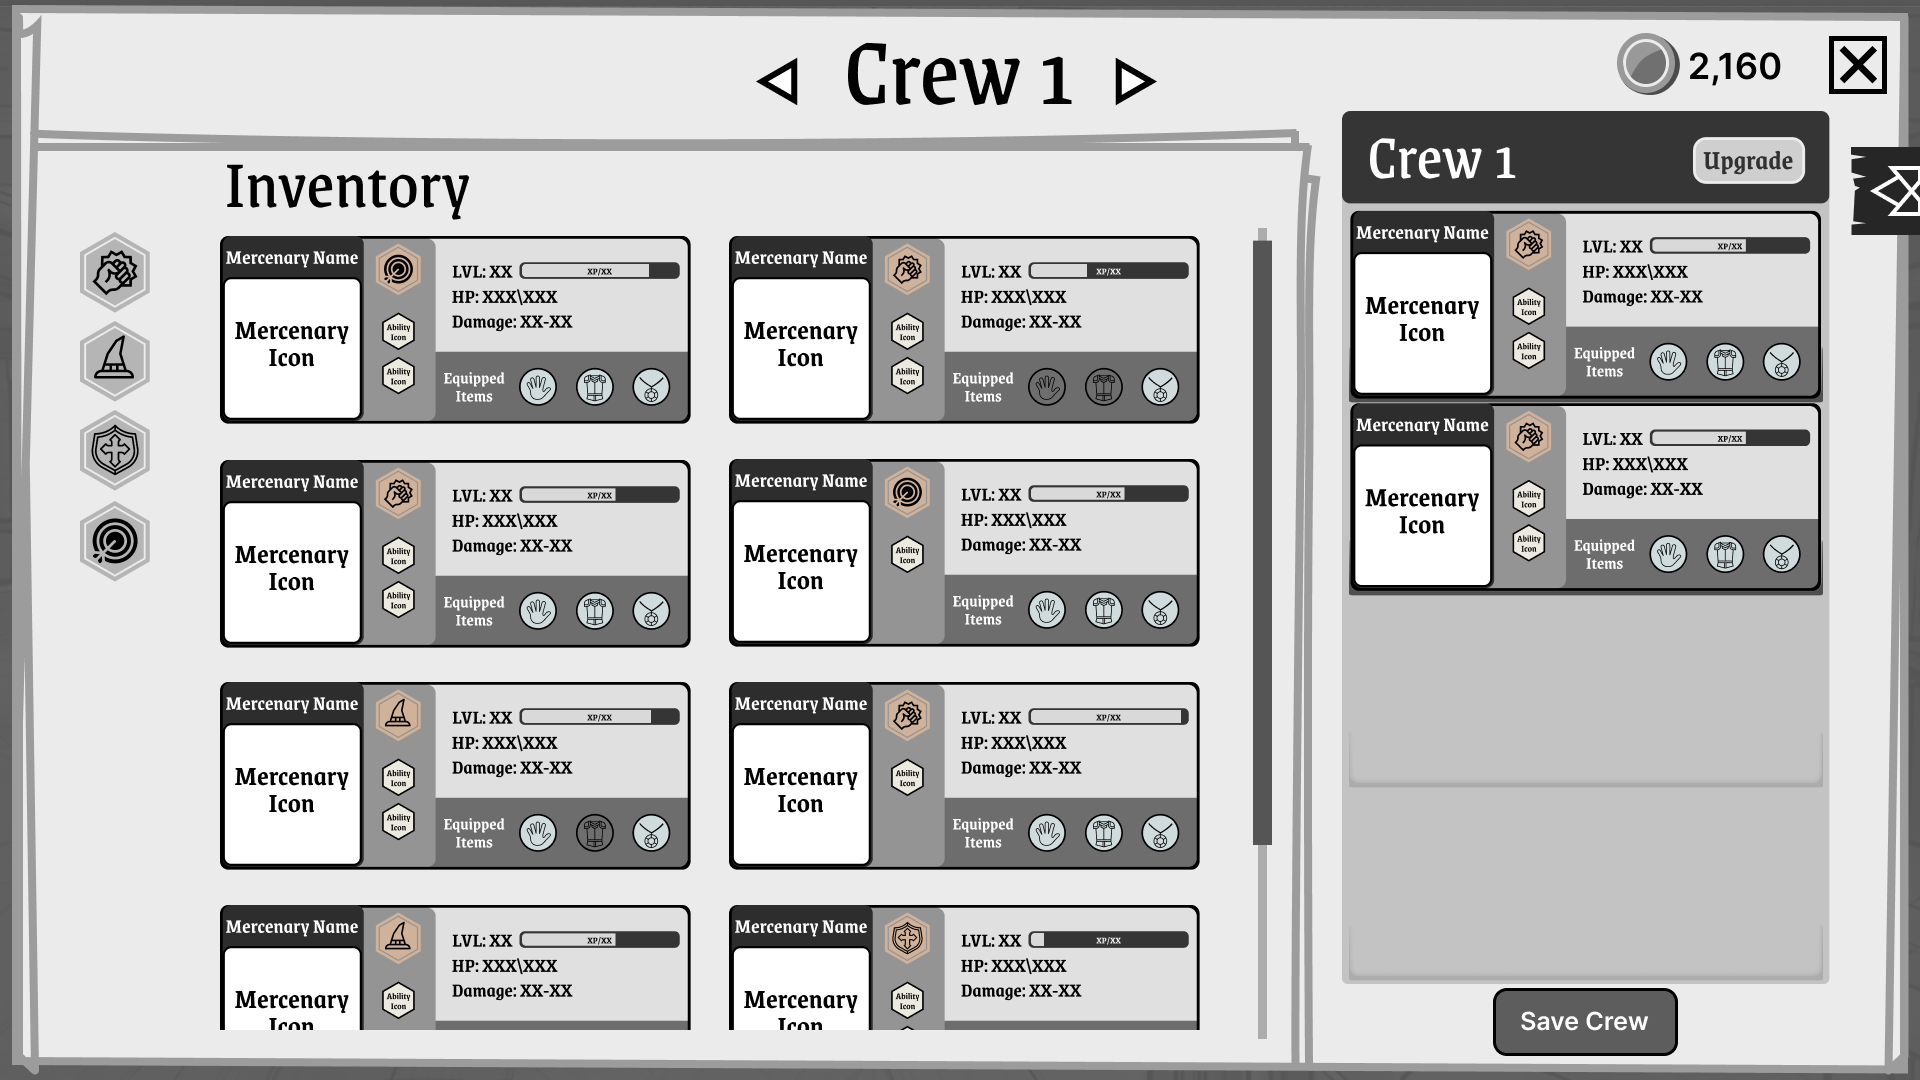 Crew 1
2,160
Crew 1
Upgrade
Inventory
Mercenary Name
Mercenary
Icon
Ability
Icon
Ability
Icon
LVL: XX
XP/XX
HP: XXX\XXX
Damage: XX-XX
Equipped
Items
Mercenary Name
Mercenary
Icon
Ability
Icon
Ability
Icon
LVL: XX
XP/XX
HP: XXX\XXX
Damage: XX-XX
Equipped
Items
Mercenary Name
Mercenary
Icon
Ability
Icon
Ability
Icon
LVL: XX
XP/XX
HP: XXX\XXX
Damage: XX-XX
Equipped
Items
Mercenary Name
Mercenary
Icon
Ability
Icon
LVL: XX
XP/XX
HP: XXX\XXX
Damage: XX-XX
Equipped
Items
Mercenary Name
Mercenary
Icon
Ability
Icon
Ability
Icon
LVL: XX
XP/XX
HP: XXX\XXX
Damage: XX-XX
Equipped
Items
Mercenary Name
Mercenary
Icon
Ability
Icon
LVL: XX
XP/XX
HP: XXX\XXX
Damage: XX-XX
Equipped
Items
Mercenary Name
Mercenary
Icon
Ability
Icon
LVL: XX
XP/XX
HP: XXX\XXX
Damage: XX-XX
Mercenary Name
Mercenary
Icon
Ability
Icon
LVL: XX
XP/XX
HP: XXX\XXX
Damage: XX-XX
Mercenary Name
Mercenary
Icon
Ability
Icon
Ability
Icon
LVL: XX
XP/XX
HP: XXX\XXX
Damage: XX-XX
Equipped
Items
Mercenary Name
Mercenary
Icon
Ability
Icon
Ability
Icon
LVL: XX
XP/XX
HP: XXX\XXX
Damage: XX-XX
Equipped
Items
Save Crew